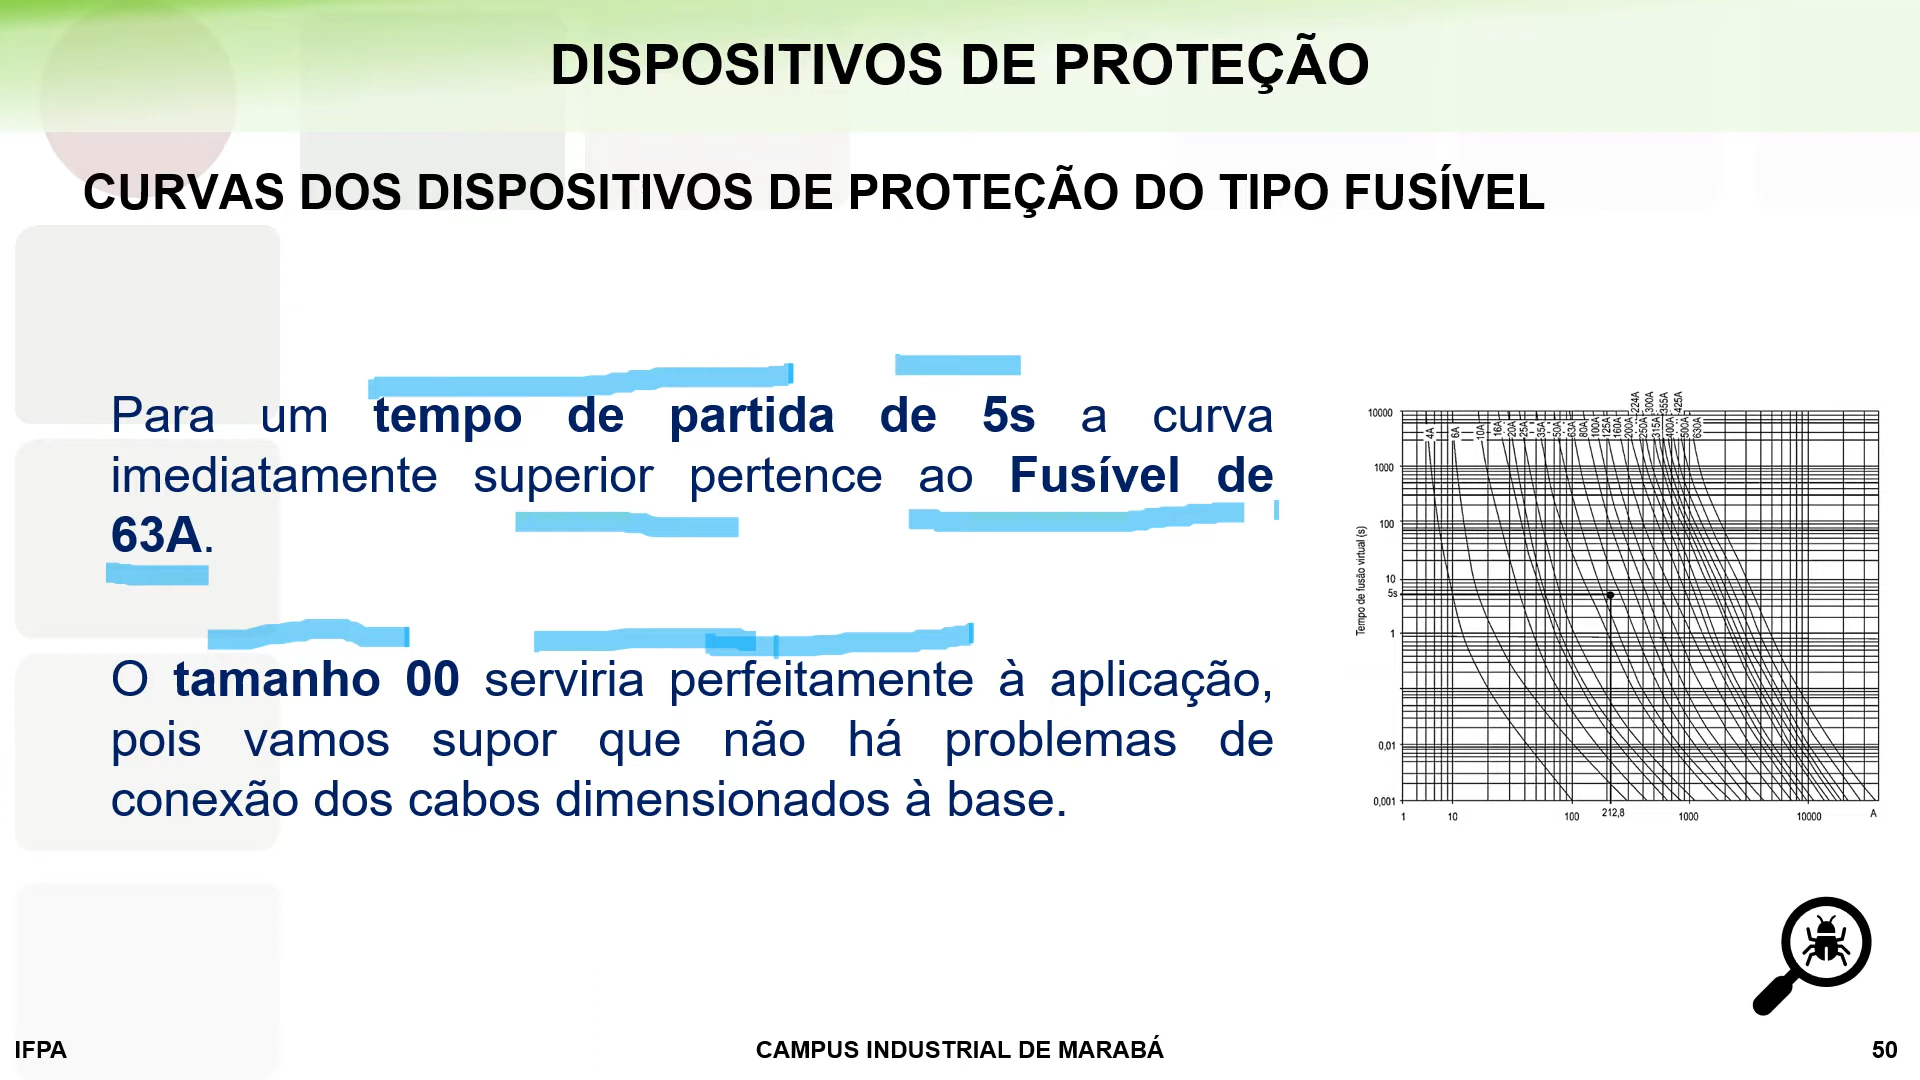 DISPOSITIVOS DE PROTEÇÃO
CURVAS DOS DISPOSITIVOS DE PROTEÇÃO DO TIPO FUSÍVEL
Para um tempo de partida de 5s a curva
imediatamente superior pertence ao Fusível de
63A.
O tamanho 00 serviria perfeitamente à aplicação,
pois vamos supor que não há problemas de
conexão dos cabos dimensionados à base.
224A 300A 355A 425A
4A 6A 10A 16A 20A 25A 35A 50A 63A 80A 100A 125A 160A 200A 250A 315A 400A 500A 630A
Tempo de fusão virtual (s)
10000
1000
100
10
5s
1
0,01
0,001
1 10 100 212,8 1000 10000 A
IFPA
CAMPUS INDUSTRIAL DE MARABÁ
50